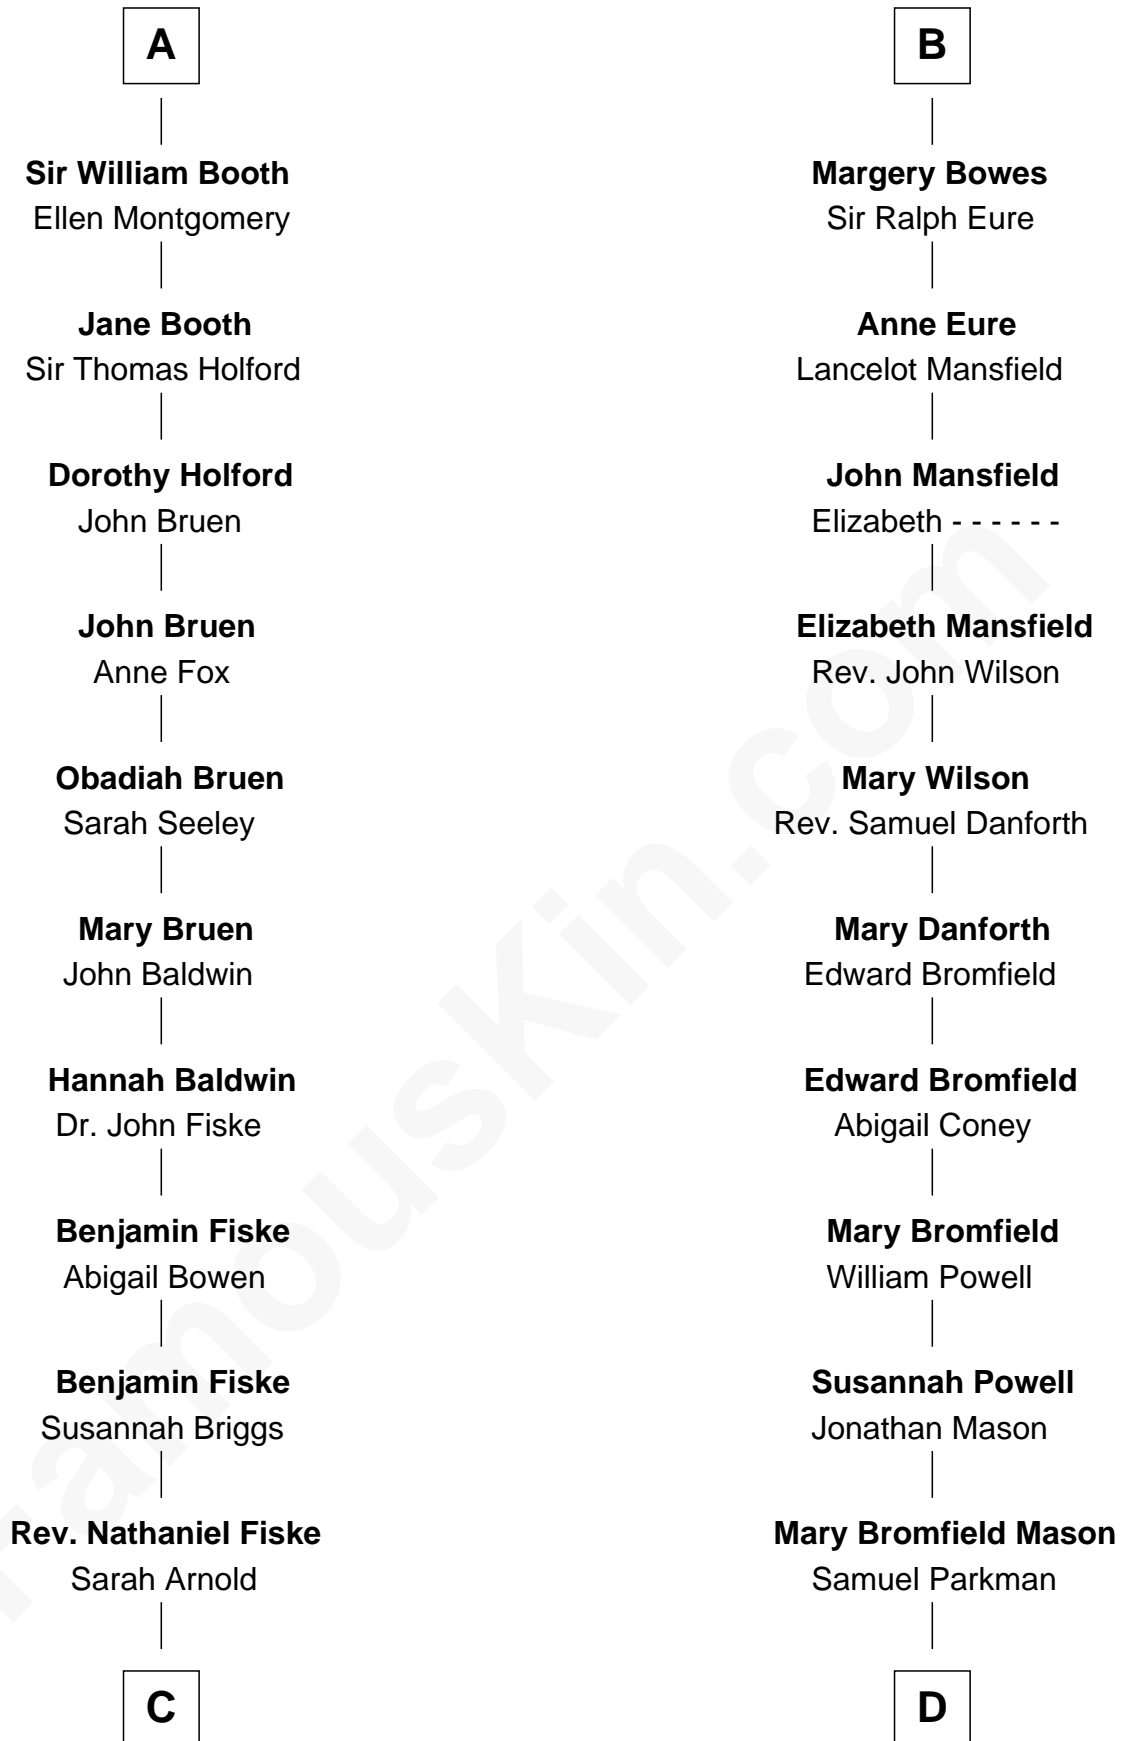 A
Sir William Booth
Ellen Montgomery
Jane Booth
Sir Thomas Holford
Dorothy Holford
John Bruen
John Bruen
Anne Fox
Obadiah Bruen
Sarah Seeley
Mary Bruen
John Baldwin
Hannah Baldwin
Dr. John Fiske
Benjamin Fiske
Abigail Bowen
Benjamin Fiske
Susannah Briggs
Rev. Nathaniel Fiske
Sarah Arnold
C
B
Margery Bowes
Sir Ralph Eure
Anne Eure
Lancelot Mansfield
John Mansfield
Elizabeth - - - - - -
Elizabeth Mansfield
Rev. John Wilson
Mary Wilson
Rev. Samuel Danforth
Mary Danforth
Edward Bromfield
Edward Bromfield
Abigail Coney
Mary Bromfield
William Powell
Susannah Powell
Jonathan Mason
Mary Bromfield Mason
Samuel Parkman
D
FamousKin.com